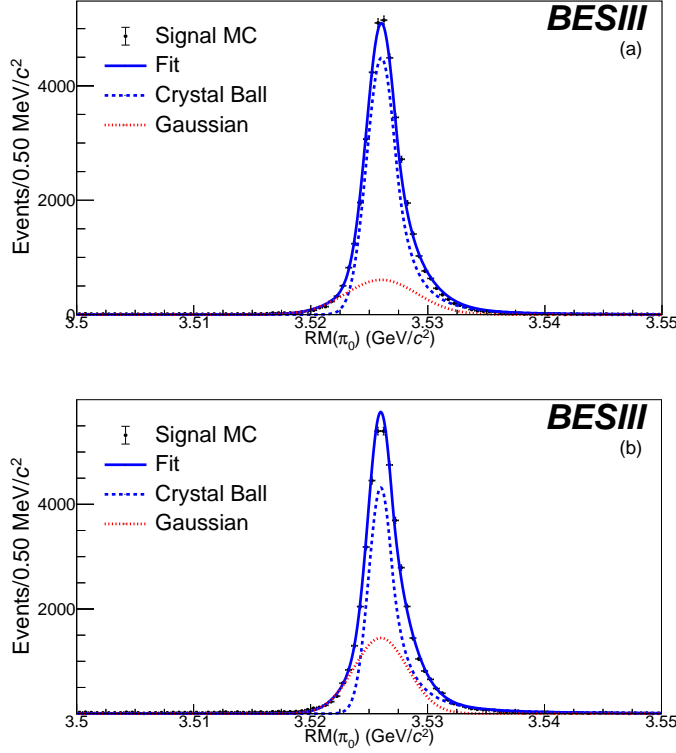 BESIII
(a)
Signal MC
Fit
Crystal Ball
Gaussian
Events/0.50 MeV/c²
4000
2000
0
3.5 3.51 3.52 3.53 3.54 3.55
RM(π₀) (GeV/c²)
BESIII
(b)
Signal MC
Fit
Crystal Ball
Gaussian
Events/0.50 MeV/c²
4000
2000
3.5 3.51 3.52 3.53 3.54 3.55
RM(π₀) (GeV/c²)